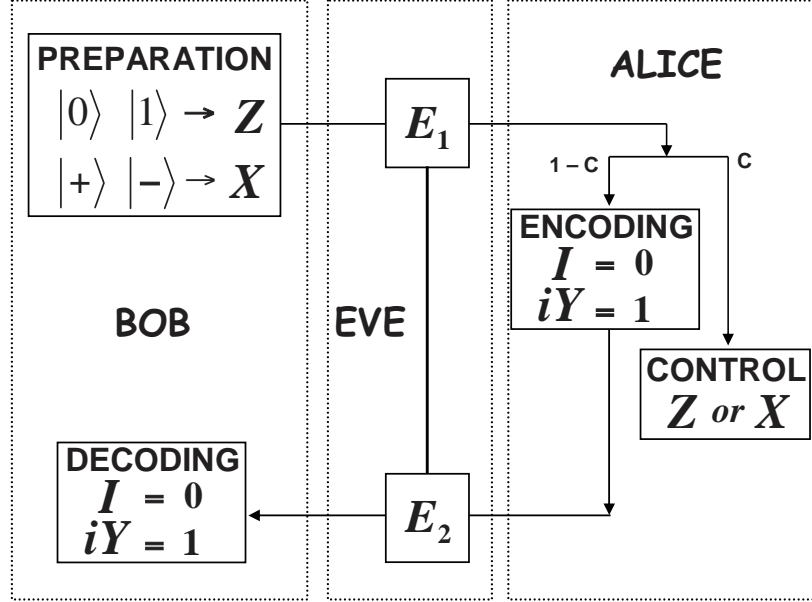 PREPARATION
|0⟩ |1⟩ → Z
|+⟩ |−⟩ → X
BOB
DECODING
I = 0
iY = 1
E₁
EVE
E₂
ALICE
1 – C
C
ENCODING
I = 0
iY = 1
CONTROL
Z or X